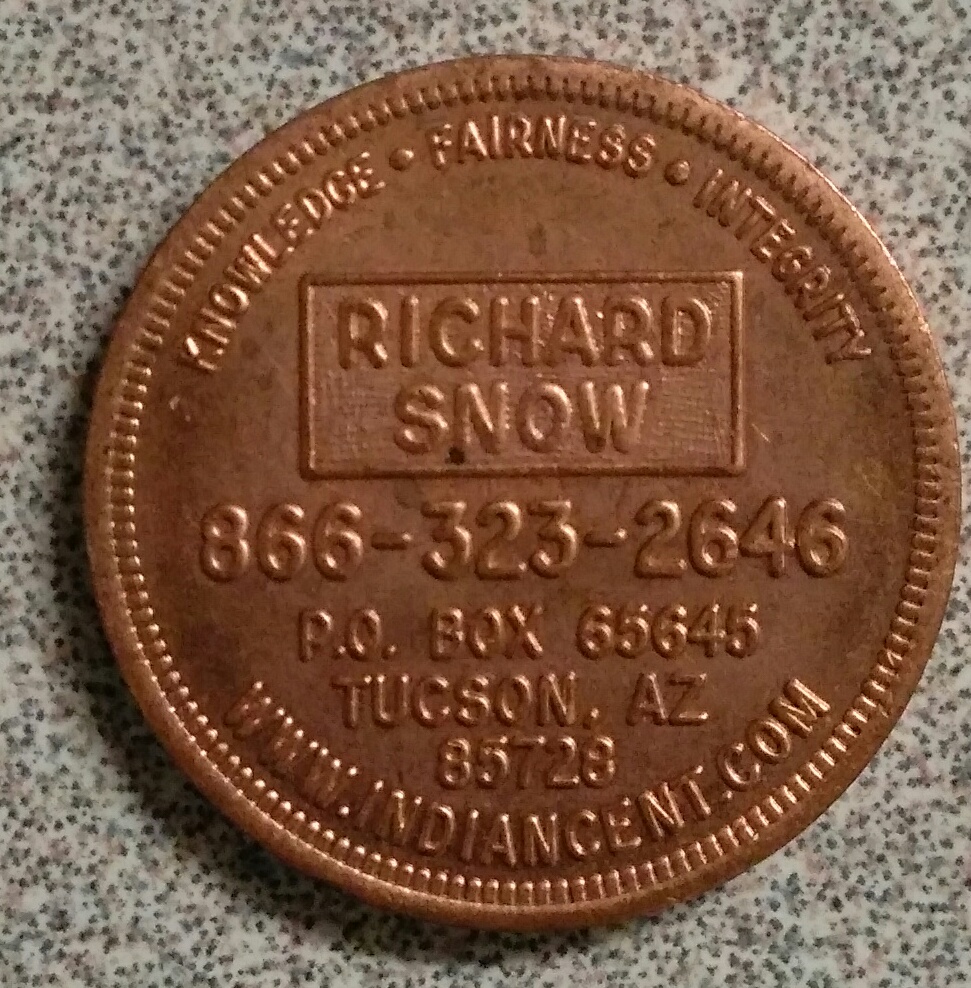 KNOWLEDGE • FAIRNESS • INTEGRITY
RICHARD
SNOW
866-323-2646
P.O. BOX 65645
TUCSON, AZ
85728
WWW.INDIANCENT.COM